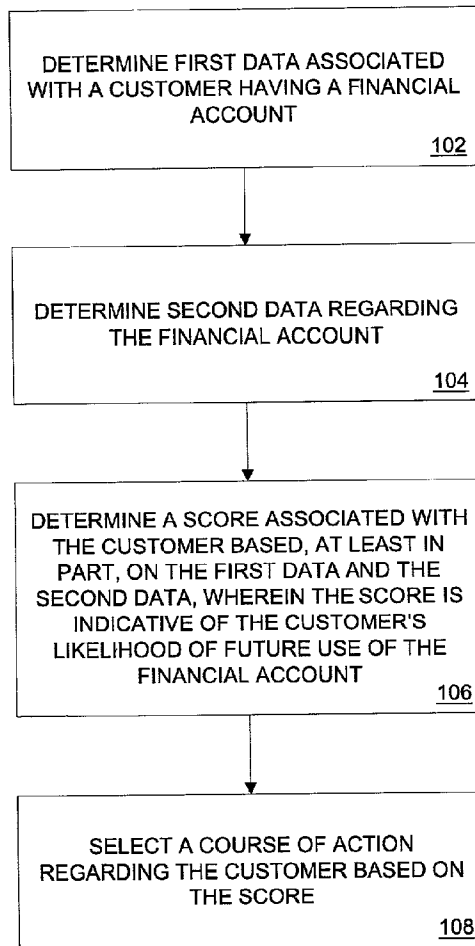 DETERMINE FIRST DATA ASSOCIATED
WITH A CUSTOMER HAVING A FINANCIAL
ACCOUNT
102
DETERMINE SECOND DATA REGARDING
THE FINANCIAL ACCOUNT
104
DETERMINE A SCORE ASSOCIATED WITH
THE CUSTOMER BASED, AT LEAST IN
PART, ON THE FIRST DATA AND THE
SECOND DATA, WHEREIN THE SCORE IS
INDICATIVE OF THE CUSTOMER'S
LIKELIHOOD OF FUTURE USE OF THE
FINANCIAL ACCOUNT
106
SELECT A COURSE OF ACTION
REGARDING THE CUSTOMER BASED ON
THE SCORE
108